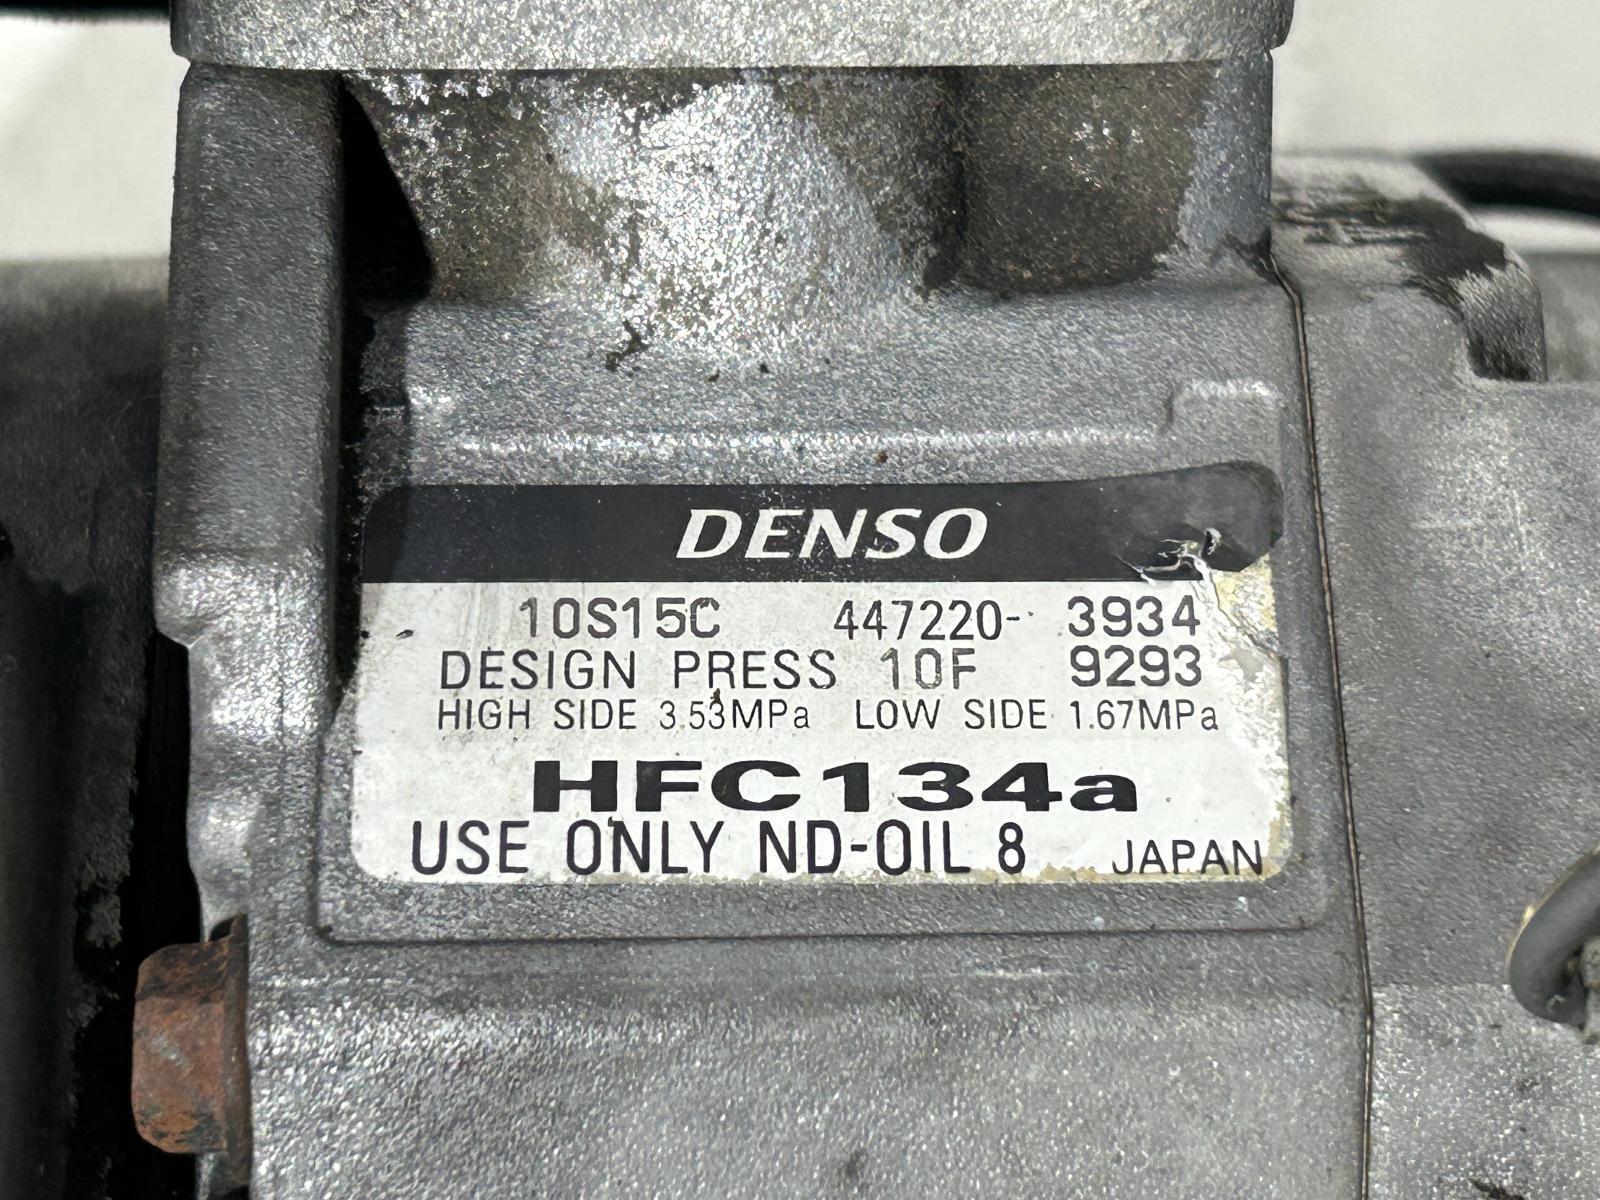 DENSO
10S15C 447220- 3934
DESIGN PRESS 10F 9293
HIGH SIDE 3.53MPa LOW SIDE 1.67MPa
HFC134a
USE ONLY ND-OIL 8 JAPAN